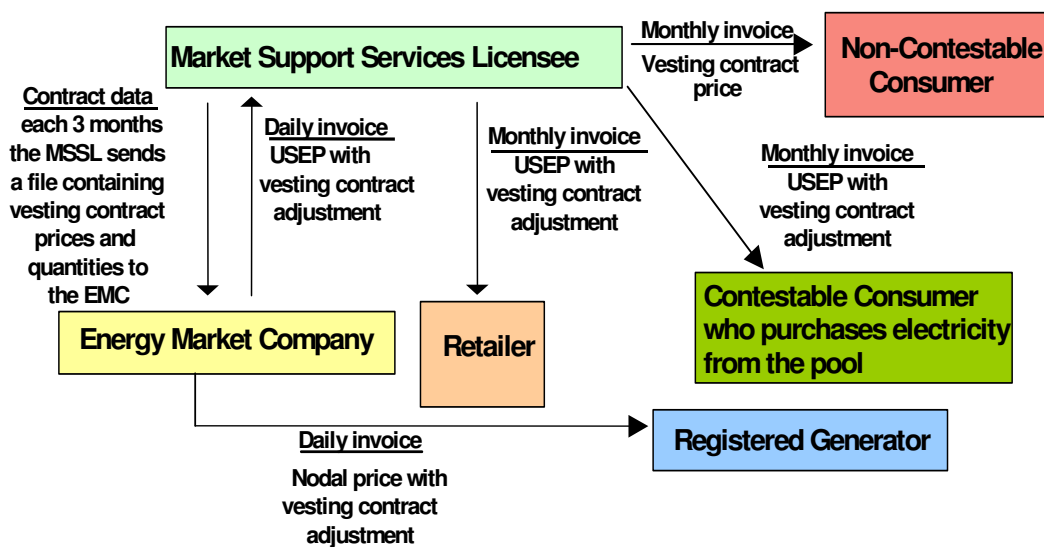 Market Support Services Licensee
Monthly invoice
Vesting contract
price
Non-Contestable
Consumer
Contract data
each 3 months
the MSSL sends
a file containing
vesting contract
prices and
quantities to
the EMC
Daily invoice
USEP with
vesting contract
adjustment
Monthly invoice
USEP with
vesting contract
adjustment
Monthly invoice
USEP with
vesting contract
adjustment
Energy Market Company
Retailer
Contestable Consumer
who purchases electricity
from the pool
Registered Generator
Daily invoice
Nodal price with
vesting contract
adjustment